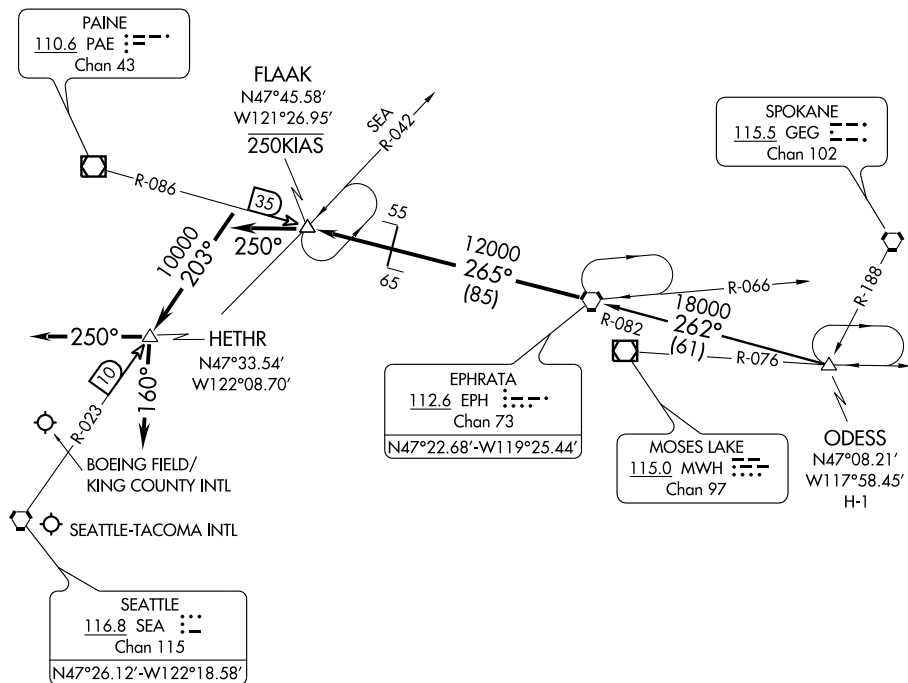 PAINE
110.6 PAE
Chan 43
FLAAK
N47°45.58'
W121°26.95'
250KIAS
SEA
R-042
SPOKANE
115.5 GEG
Chan 102
R-086
35
250°
55
65
12000
265°
(85)
10000
203°
R-066
R-188
18000
262°
(61)
R-082
R-076
250°
HETHR
N47°33.54'
W122°08.70'
10
160°
R-023
EPHRATA
112.6 EPH
Chan 73
N47°22.68'-W119°25.44'
MOSES LAKE
115.0 MWH
Chan 97
ODESS
N47°08.21'
W117°58.45'
H-1
BOEING FIELD/
KING COUNTY INTL
SEATTLE-TACOMA INTL
SEATTLE
116.8 SEA
Chan 115
N47°26.12'-W122°18.58'